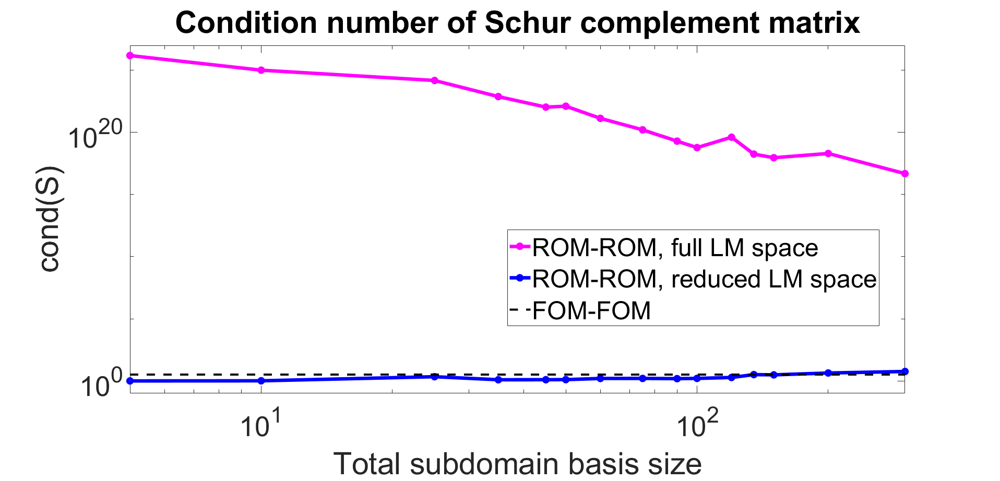 Condition number of Schur complement matrix
cond(S)
10^20
10^0
ROM-ROM, full LM space
ROM-ROM, reduced LM space
FOM-FOM
10^1
10^2
Total subdomain basis size